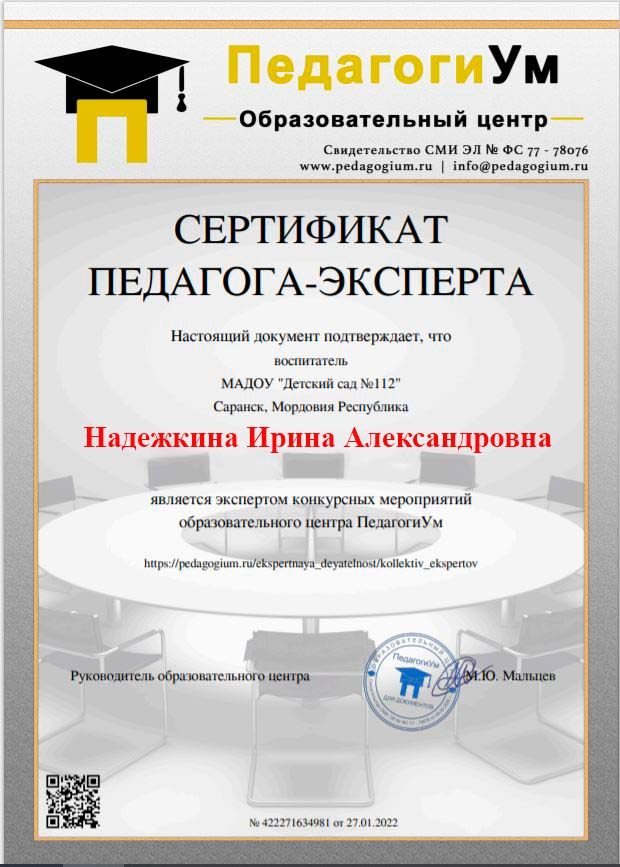 ПедагогиУм
Образовательный центр
Свидетельство СМИ ЭЛ № ФС 77 - 78076
www.pedagogium.ru | info@pedagogium.ru
СЕРТИФИКАТ
ПЕДАГОГА-ЭКСПЕРТА
Настоящий документ подтверждает, что
воспитатель
МАДОУ "Детский сад №112"
Саранск, Мордовия Республика
Надежкина Ирина Александровна
является экспертом конкурсных мероприятий
образовательного центра ПедагогиУм
https://pedagogium.ru/ekspertnaya_deyatelnost/kollektiv_ekspertov
Руководитель образовательного центра
ПедагогиУм
ДЛЯ ДОКУМЕНТОВ
М.Ю. Мальцев
№ 422271634981 от 27.01.2022